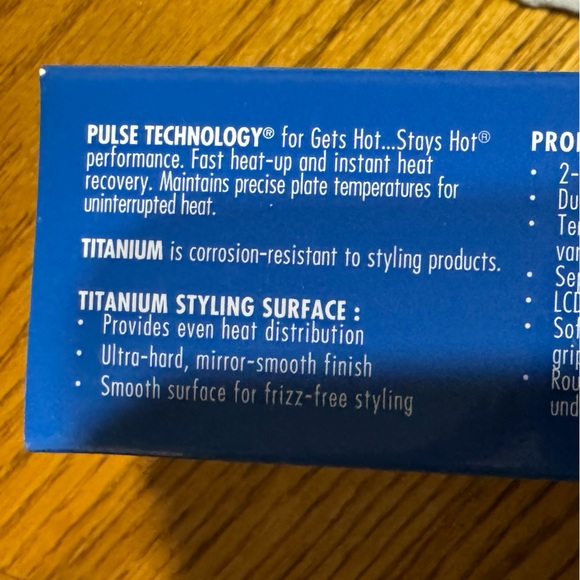 PULSE TECHNOLOGY® for Gets Hot...Stays Hot®
performance. Fast heat-up and instant heat
recovery. Maintains precise plate temperatures for
uninterrupted heat.
TITANIUM is corrosion-resistant to styling products.
TITANIUM STYLING SURFACE :
• Provides even heat distribution
• Ultra-hard, mirror-smooth finish
• Smooth surface for frizz-free styling
• 2-
• LCD